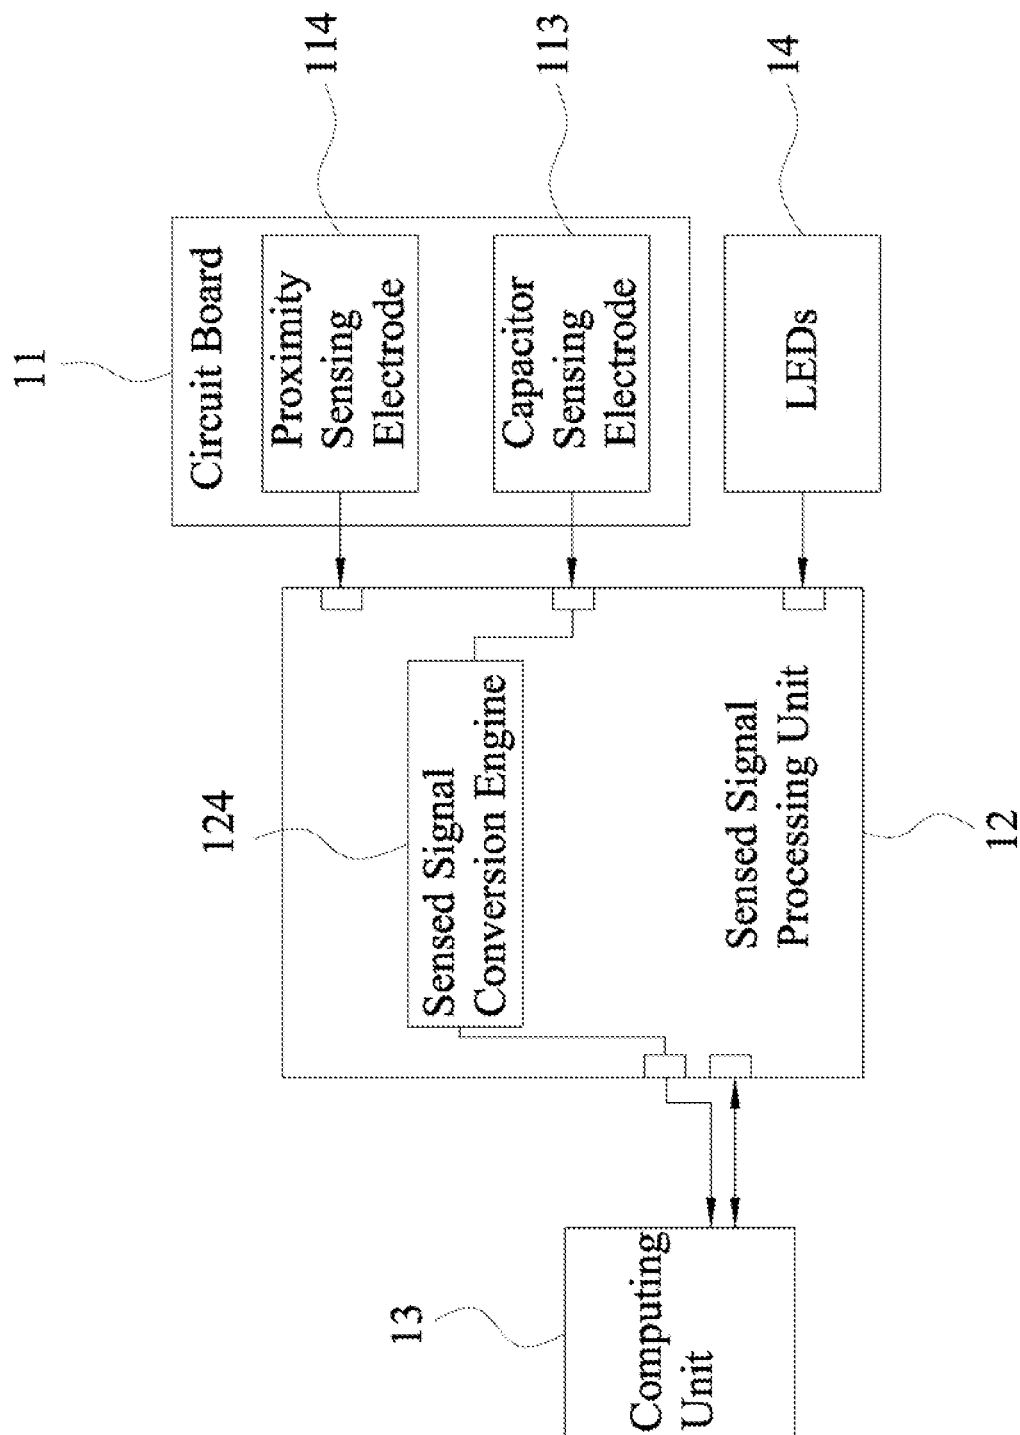 11
Circuit Board
Proximity
Sensing
Electrode
114
Capacitor
Sensing
Electrode
113
LEDs
14
124
Sensed Signal
Conversion Engine
Sensed Signal
Processing Unit
12
13
Computing
Unit